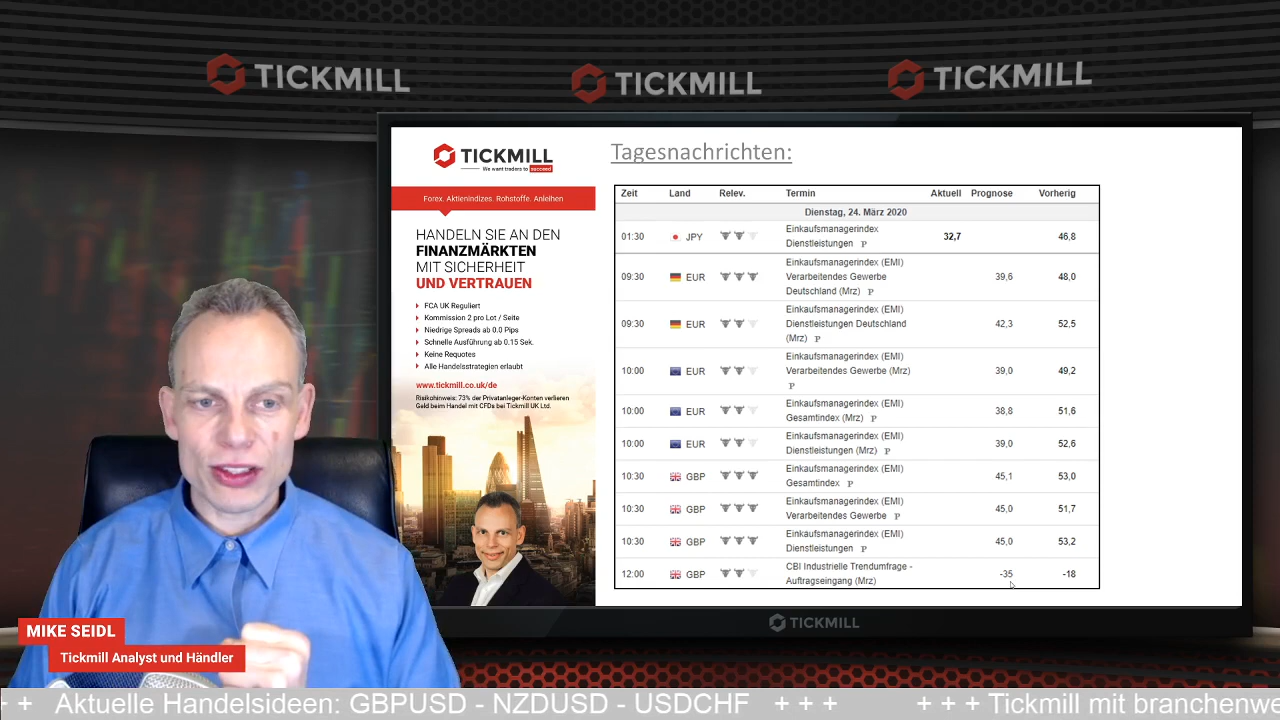 TICKMILL
TICKMILL
TICKMILL
TICKMILL
We want traders to succeed
Forex. Aktienindizes. Rohstoffe. Anleihen
HANDELN SIE AN DEN
FINANZMÄRKTEN
MIT SICHERHEIT
UND VERTRAUEN
FCA UK Reguliert
Kommission 2 pro Lot / Seite
Niedrige Spreads ab 0.0 Pips
Schnelle Ausführung ab 0.15 Sek.
Keine Requotes
Alle Handelsstrategien erlaubt
www.tickmill.co.uk/de
Risikohinweis: 73% der Privatanleger-Konten verlieren
Geld beim Handel mit CFDs bei Tickmill UK Ltd.
Tagesnachrichten:
Zeit Land Relev. Termin Aktuell Prognose Vorherig
Dienstag, 24. März 2020
Einkaufsmanagerindex
01:30 JPY 32,7 46,8
Dienstleistungen P
Einkaufsmanagerindex (EMI)
09:30 EUR Verarbeitendes Gewerbe 39,6 48,0
Deutschland (Mrz) P
Einkaufsmanagerindex (EMI)
09:30 EUR Dienstleistungen Deutschland 42,3 52,5
(Mrz) P
Einkaufsmanagerindex (EMI)
10:00 EUR Verarbeitendes Gewerbe (Mrz) 39,0 49,2
P
Einkaufsmanagerindex (EMI)
10:00 EUR 38,8 51,6
Gesamtindex (Mrz) P
Einkaufsmanagerindex (EMI)
10:00 EUR 39,0 52,6
Dienstleistungen (Mrz) P
Einkaufsmanagerindex (EMI)
10:30 GBP 45,1 53,0
Gesamtindex P
Einkaufsmanagerindex (EMI)
10:30 GBP 45,0 51,7
Verarbeitendes Gewerbe P
Einkaufsmanagerindex (EMI)
10:30 GBP 45,0 53,2
Dienstleistungen P
CBI Industrielle Trendumfrage -
12:00 GBP -35 -18
Auftragseingang (Mrz)
TICKMILL
MIKE SEIDL
Tickmill Analyst und Händler
+ + Aktuelle Handelsideen: GBPUSD - NZDUSD - USDCHF + + + + + + Tickmill mit branchenwe